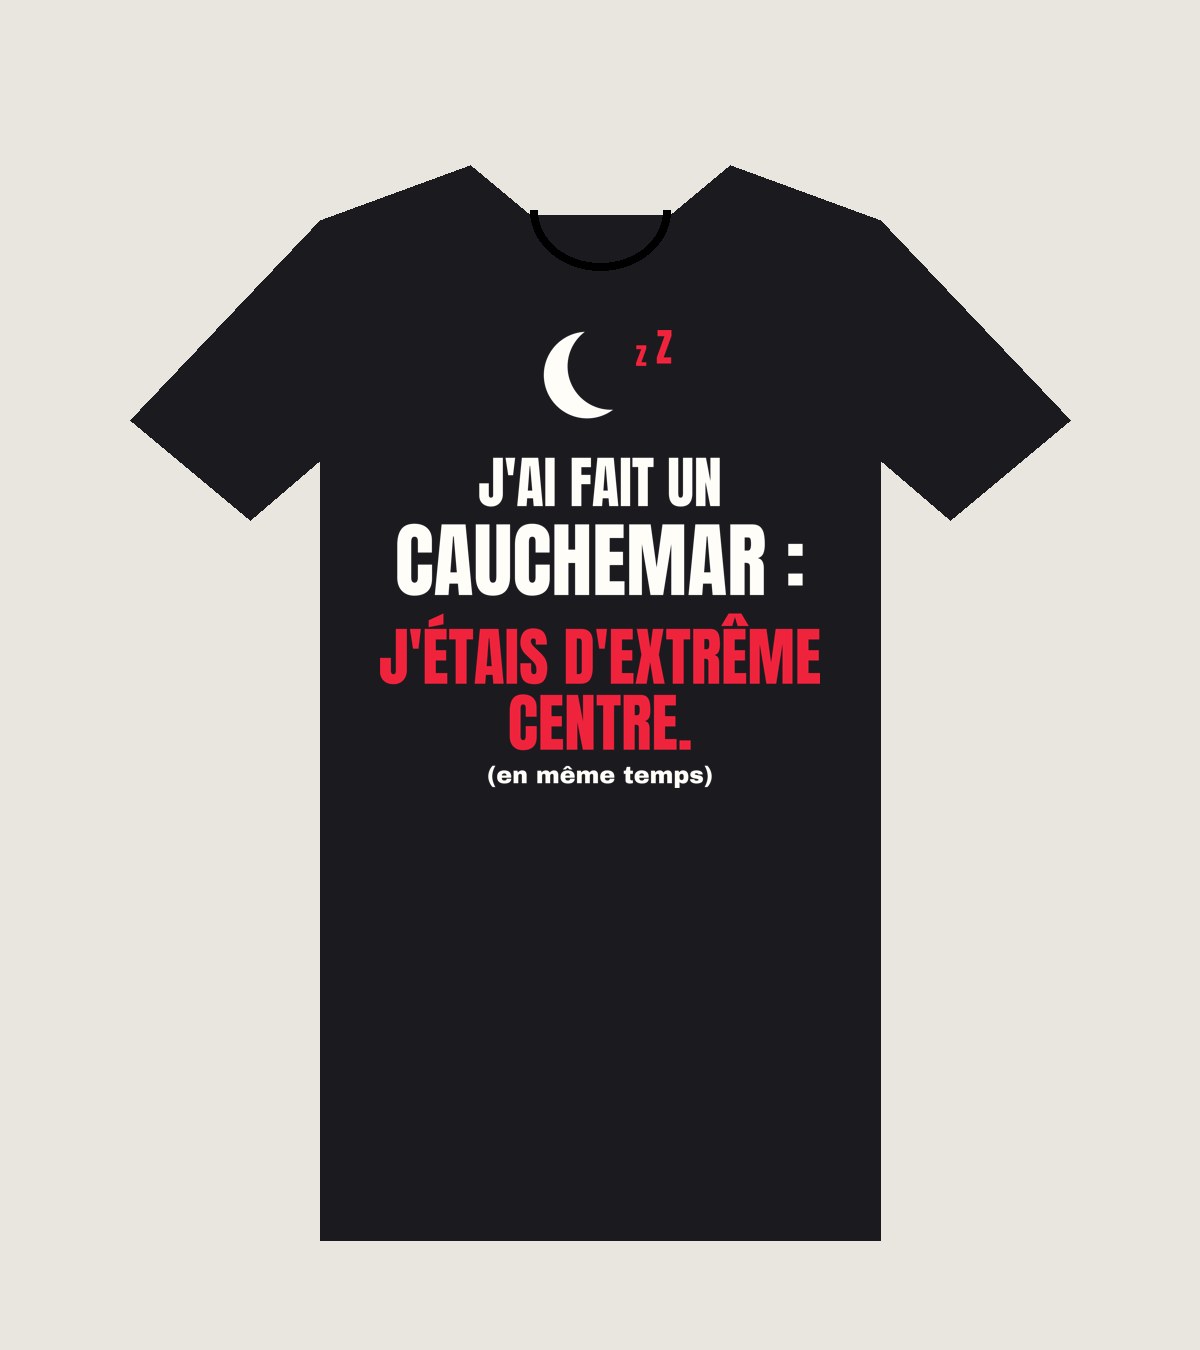 z Z
J'AI FAIT UN
CAUCHEMAR :
J'ÉTAIS D'EXTRÊME
CENTRE.
(en même temps)